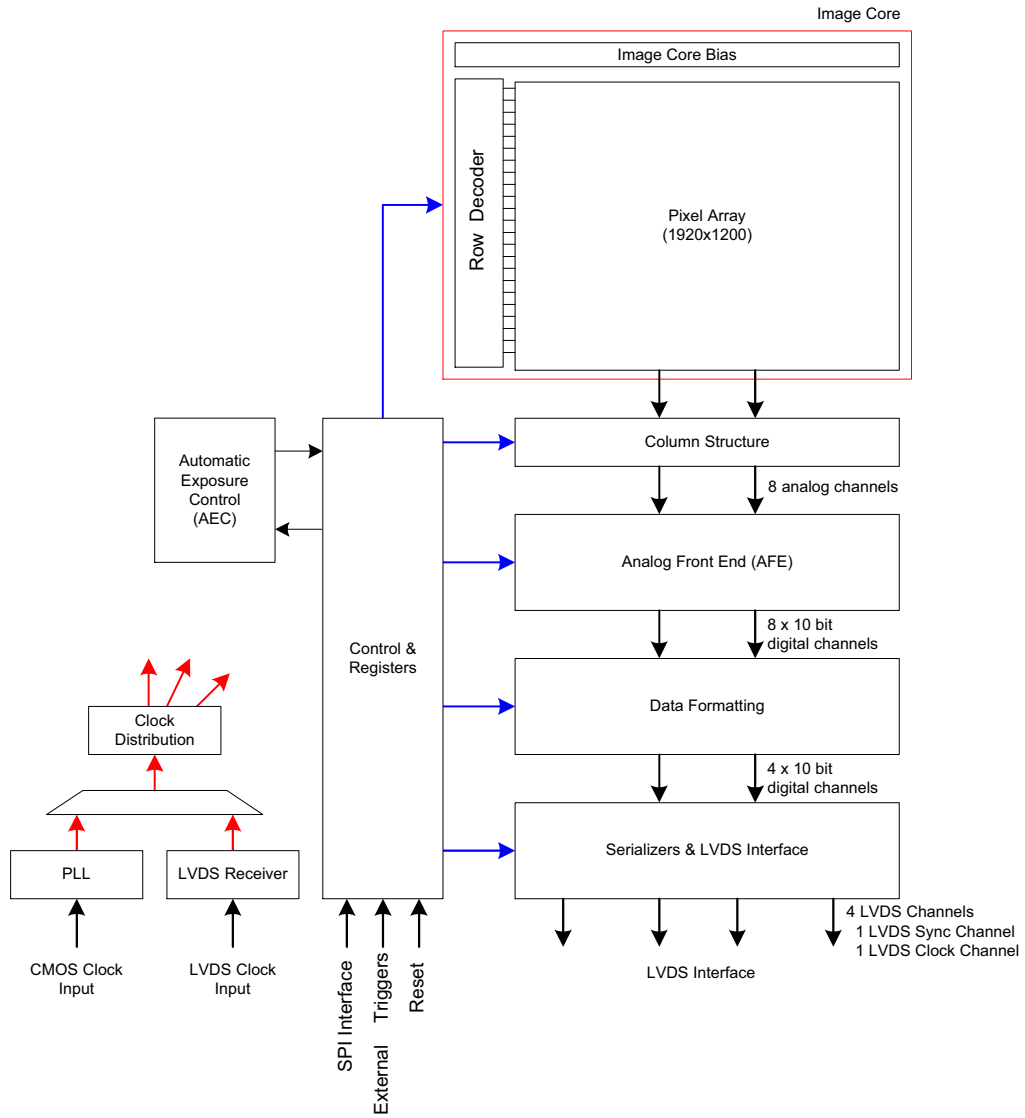 Image Core
Image Core Bias
Row Decoder
Pixel Array
(1920x1200)
Automatic
Exposure
Control
(AEC)
Column Structure
8 analog channels
Analog Front End (AFE)
8 x 10 bit
digital channels
Control &
Registers
Data Formatting
Clock
Distribution
4 x 10 bit
digital channels
PLL
LVDS Receiver
Serializers & LVDS Interface
CMOS Clock
Input
LVDS Clock
Input
SPI Interface
External Triggers
Reset
4 LVDS Channels
1 LVDS Sync Channel
1 LVDS Clock Channel
LVDS Interface